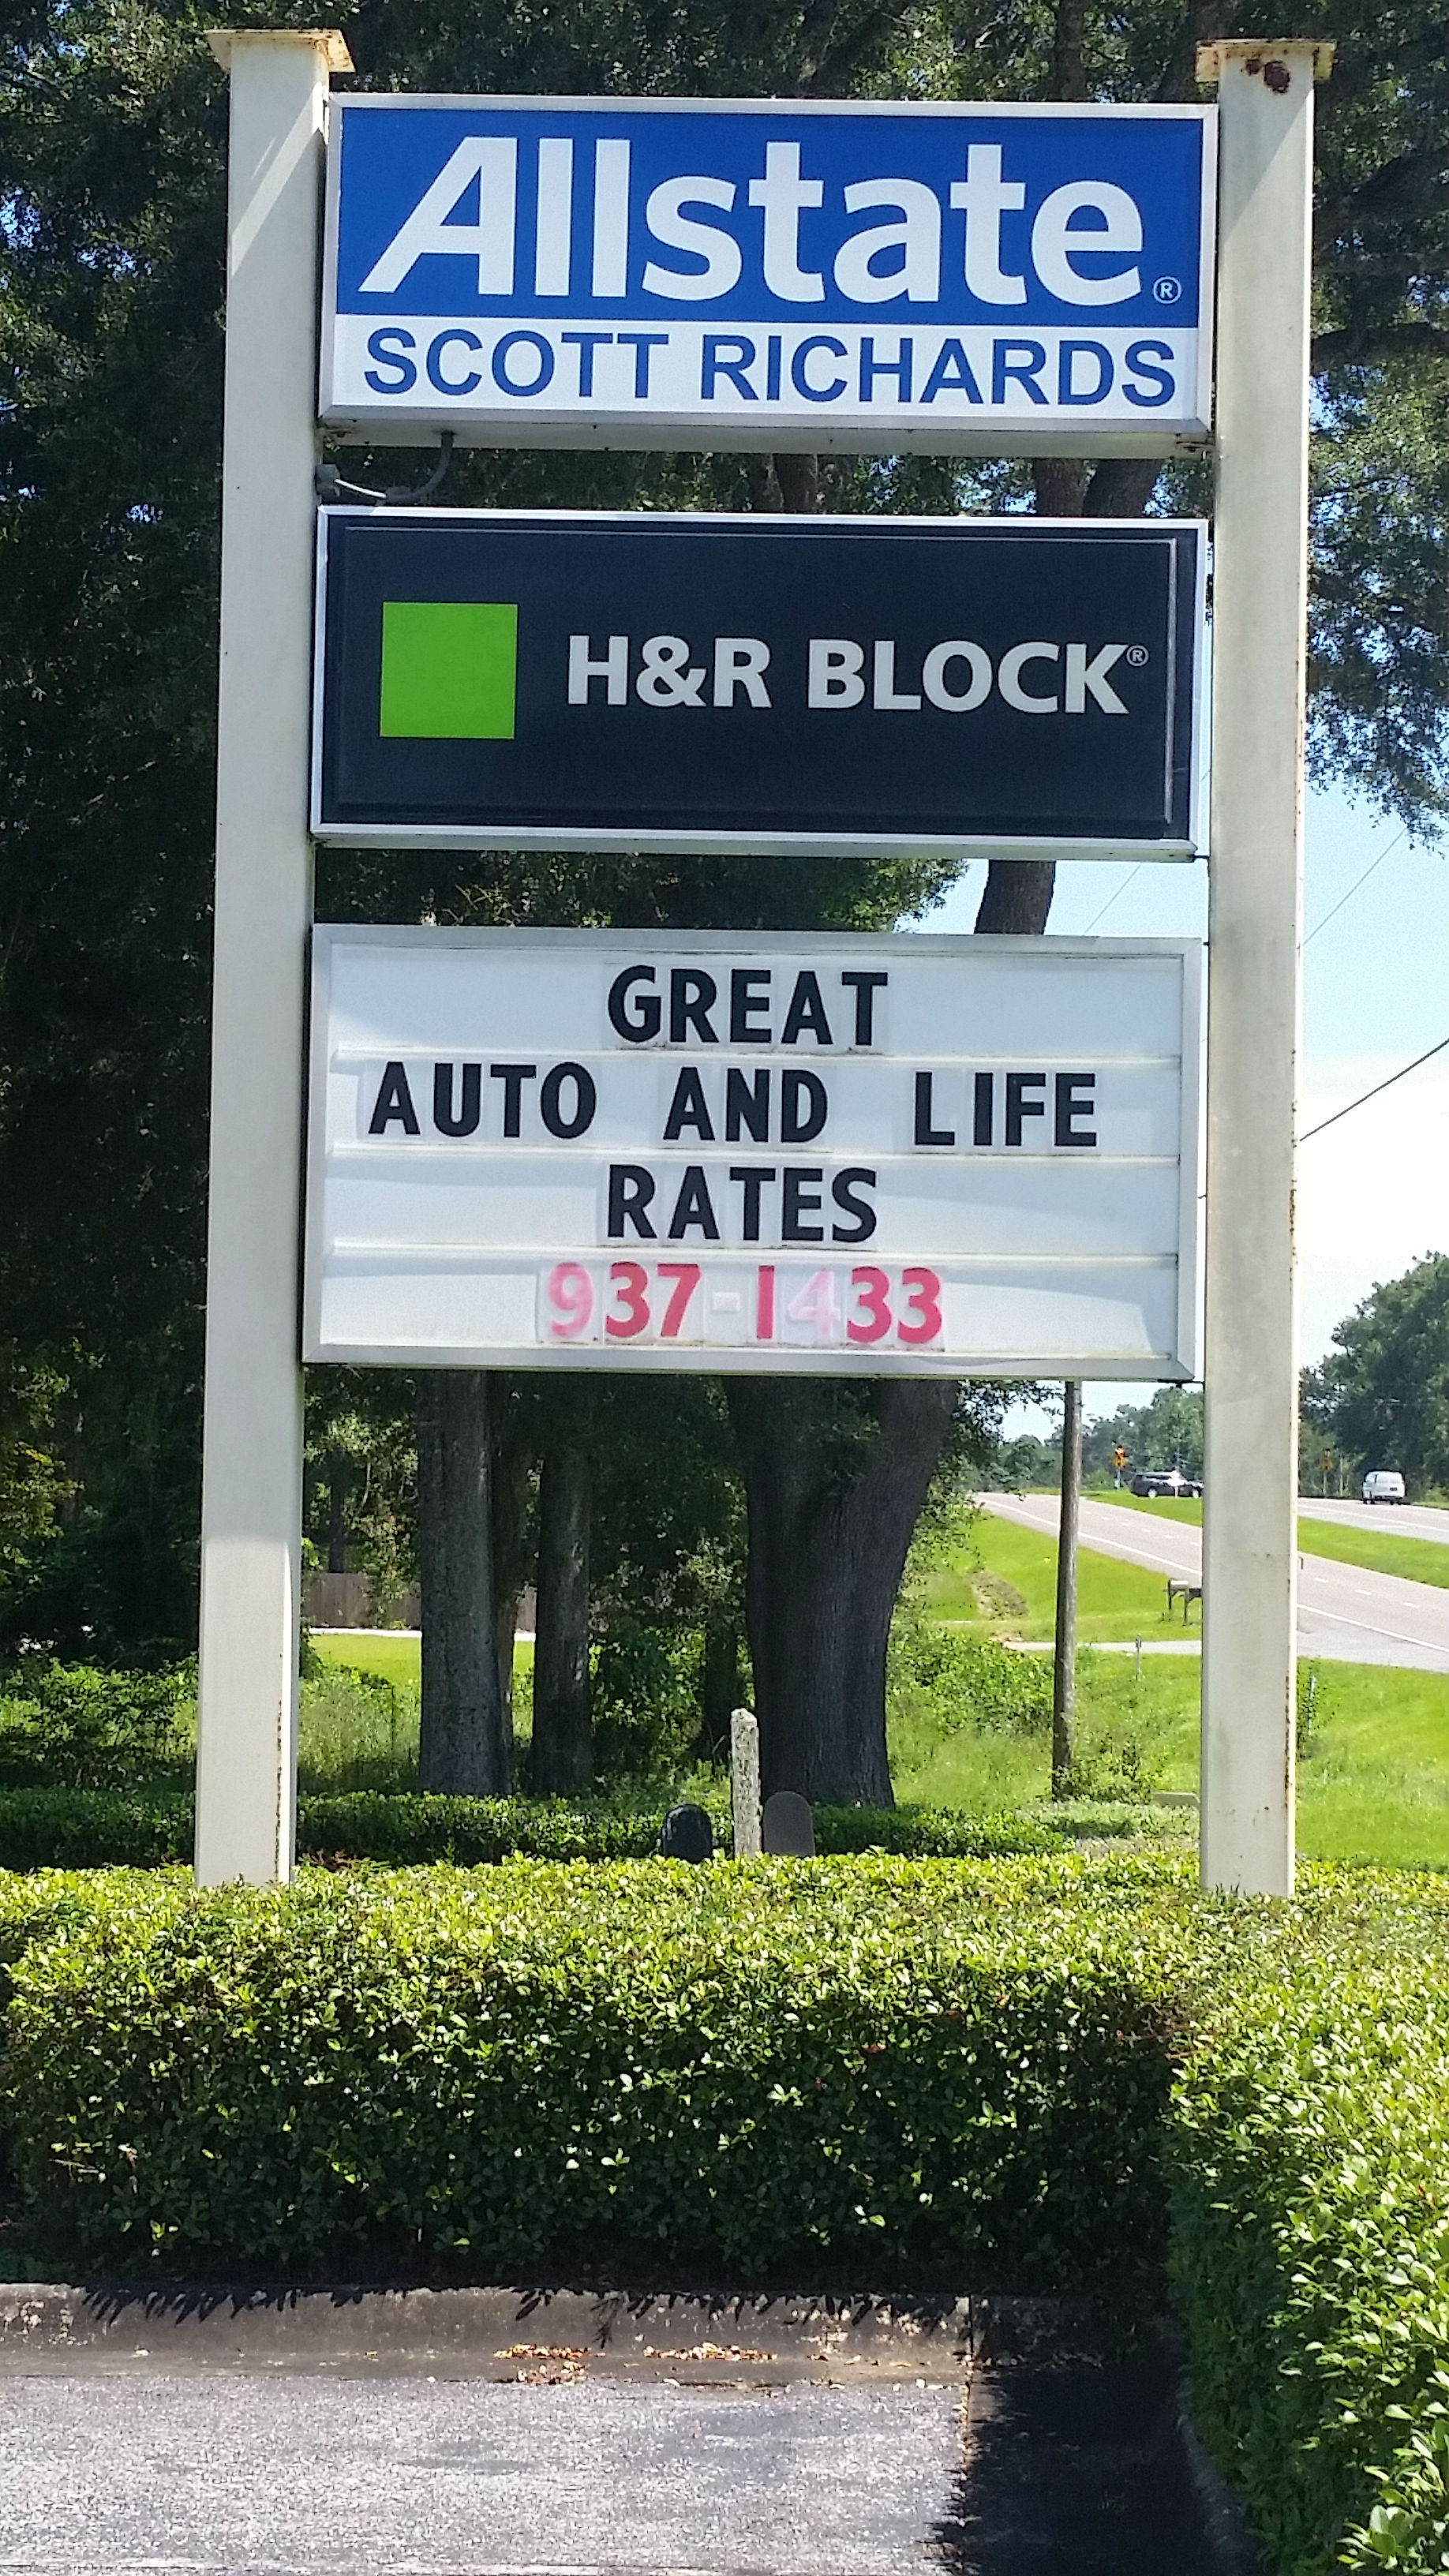 Allstate®
SCOTT RICHARDS
H&R BLOCK®
GREAT
AUTO AND LIFE
RATES
937-1433